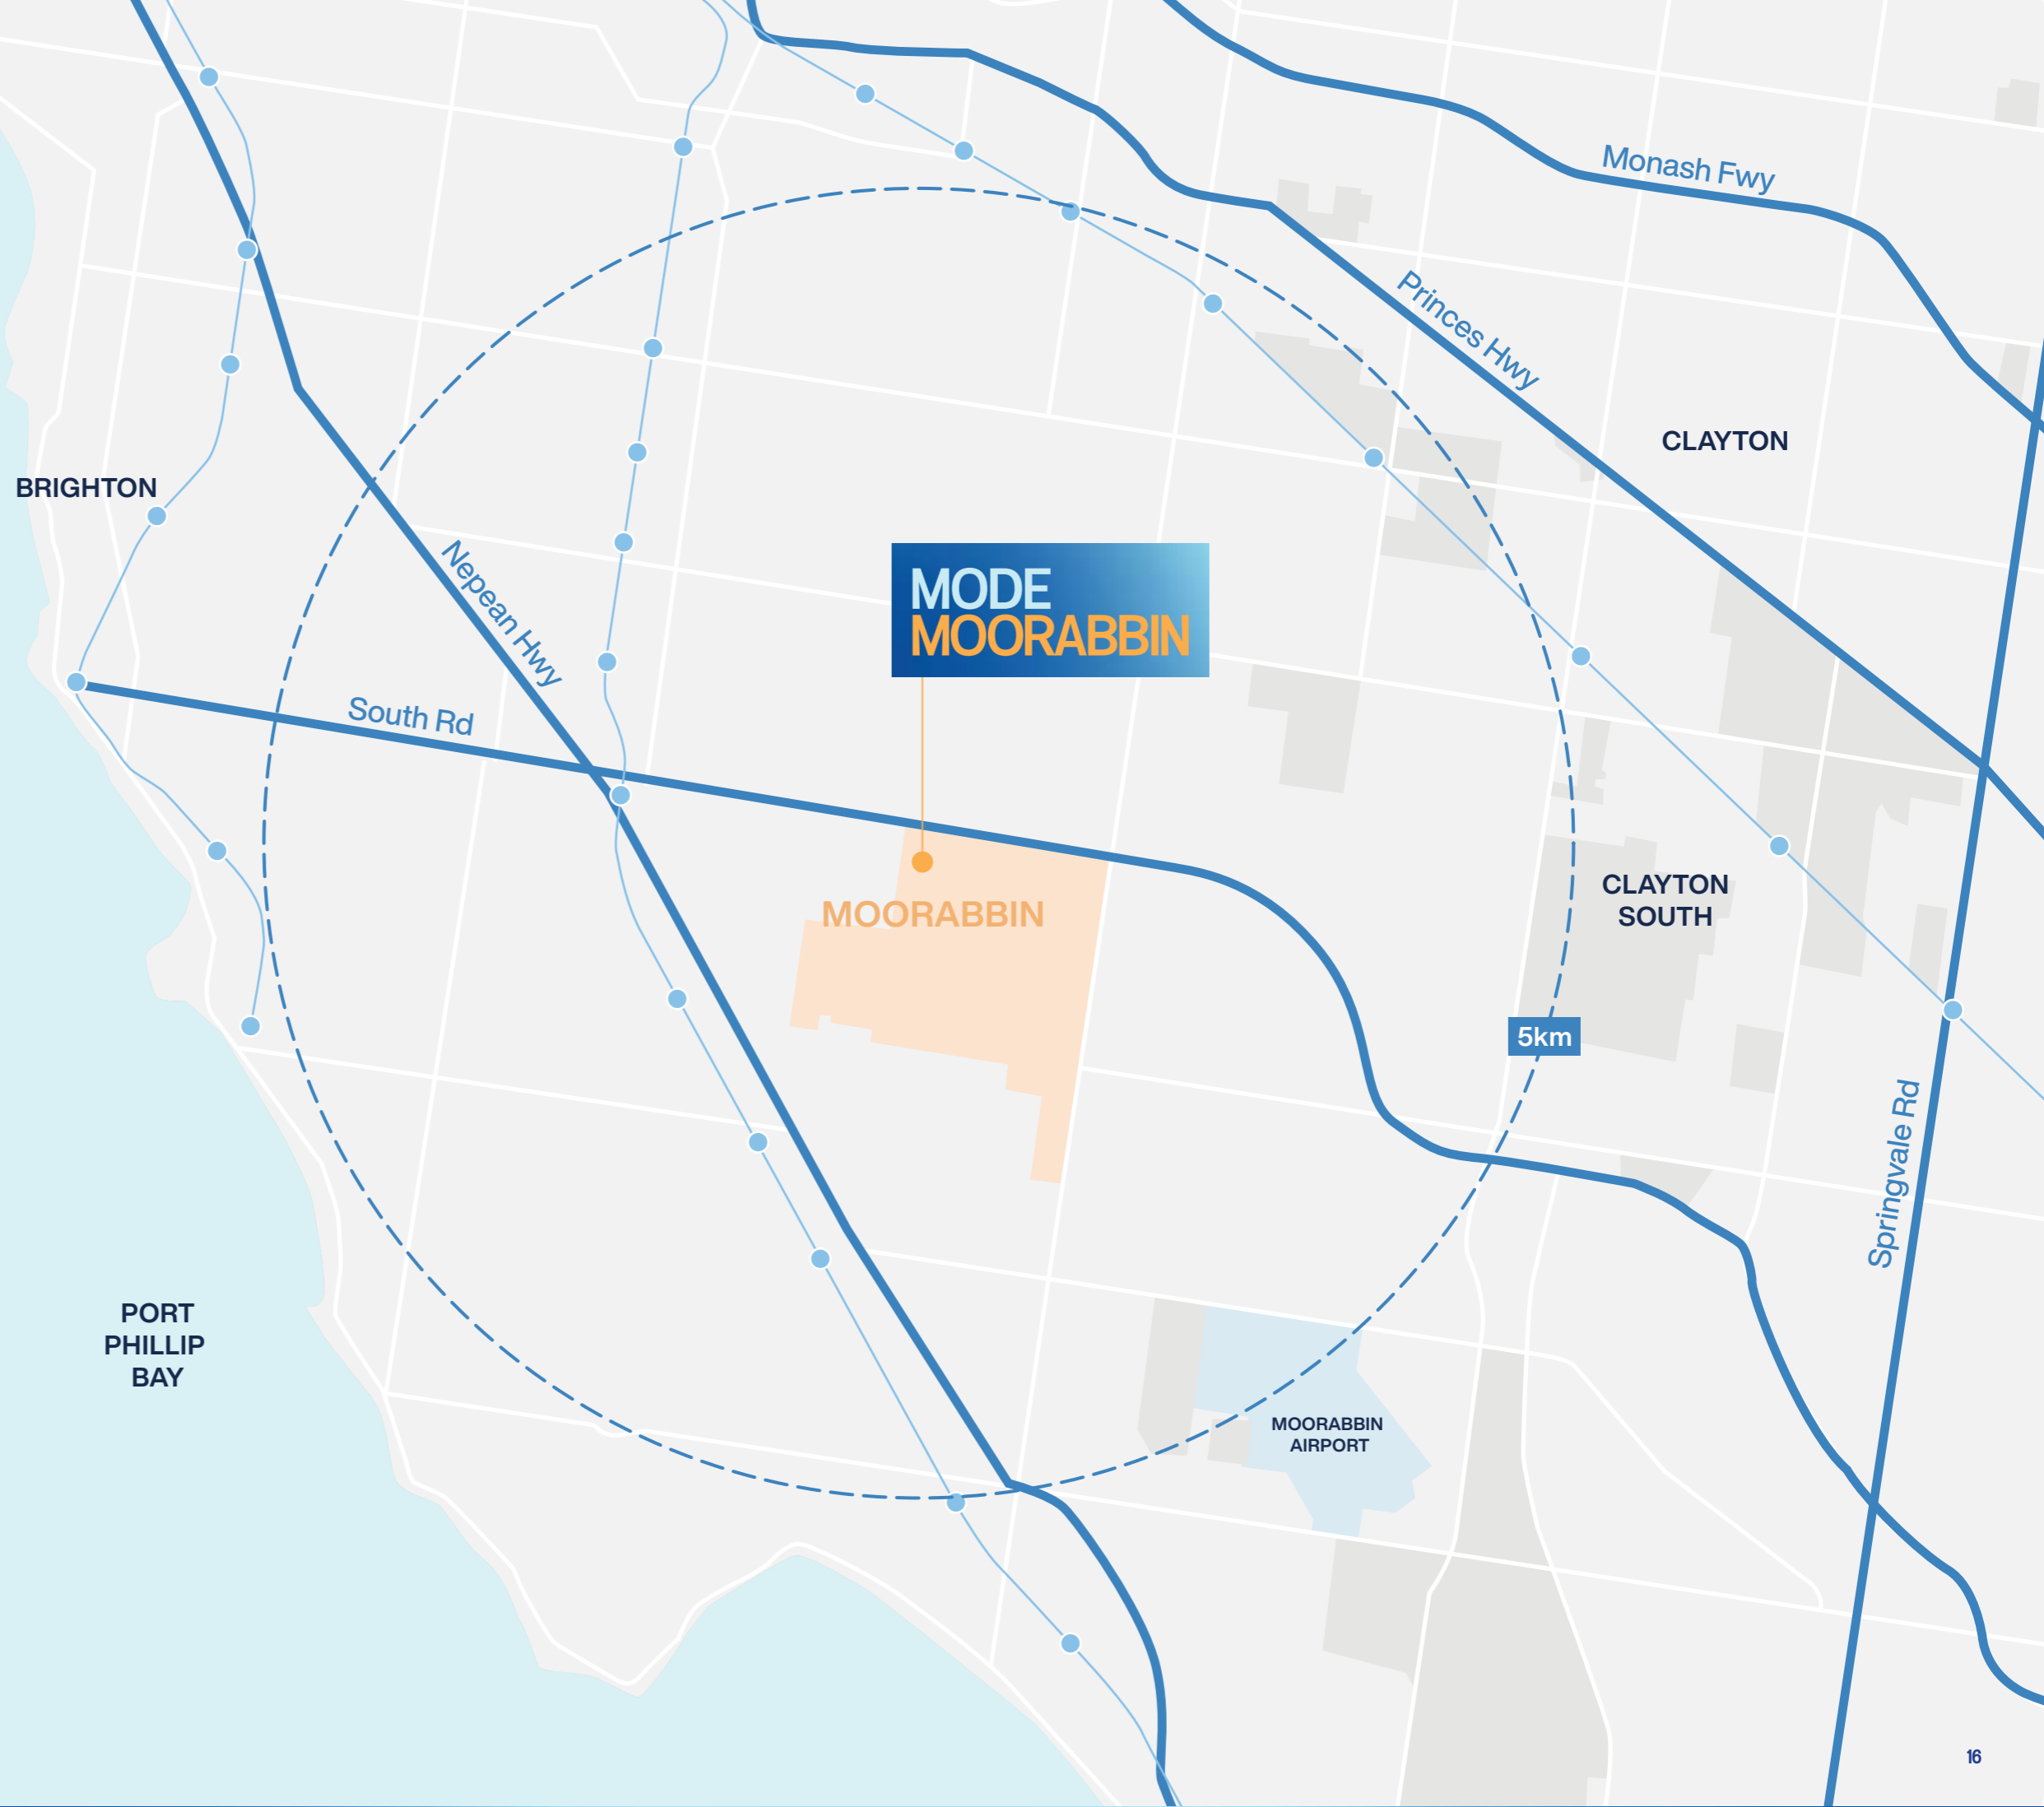 Monash Fwy
Princes Hwy
CLAYTON
BRIGHTON
Nepean Hwy
MODE
MOORABBIN
South Rd
CLAYTON
SOUTH
MOORABBIN
5km
Springvale Rd
PORT
PHILLIP
BAY
MOORABBIN
AIRPORT
16